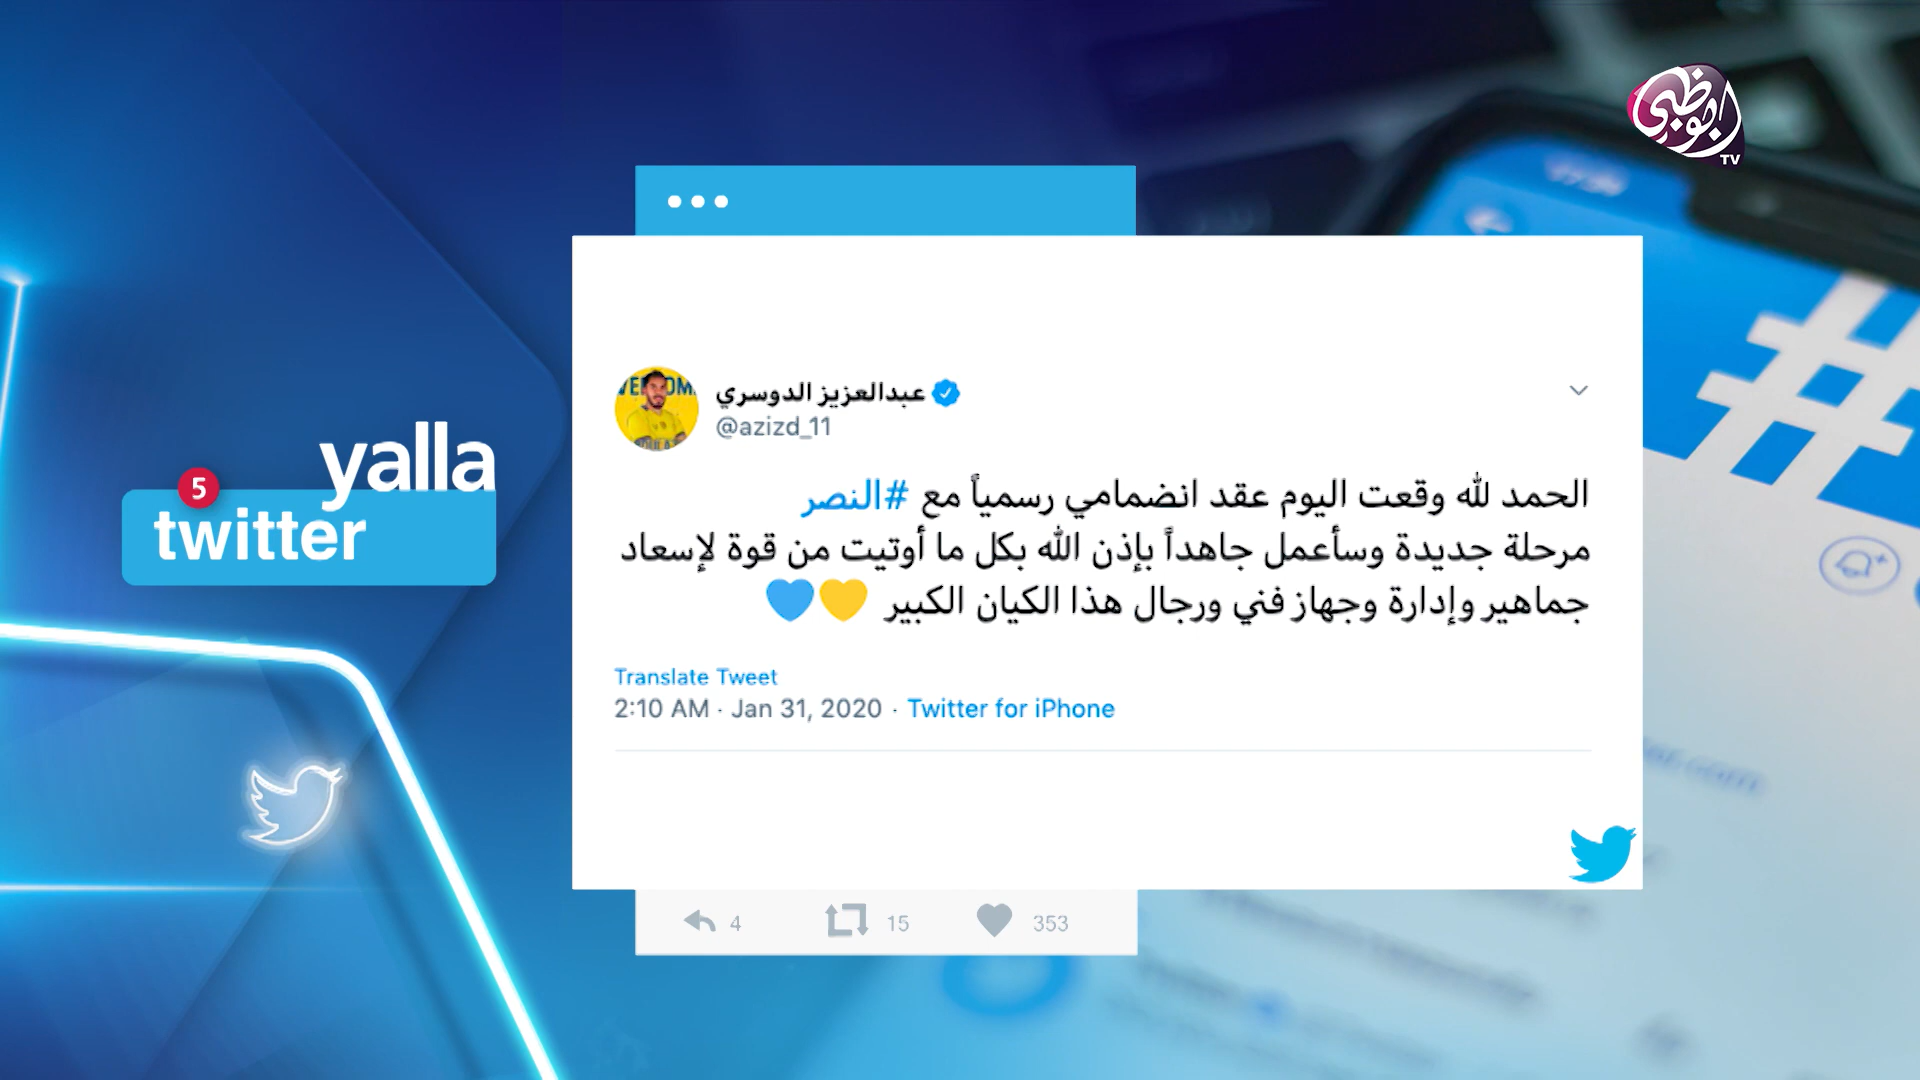 ابوظبي
TV
yalla
5
twitter
عبدالعزيز الدوسري
@azizd_11
الحمد لله وقعت اليوم عقد انضمامي رسمياً مع #النصر
مرحلة جديدة وسأعمل جاهداً بإذن الله بكل ما أوتيت من قوة لإسعاد
جماهير وإدارة وجهاز فني ورجال هذا الكيان الكبير 💛💙
Translate Tweet
2:10 AM · Jan 31, 2020 · Twitter for iPhone
4
15
353
#